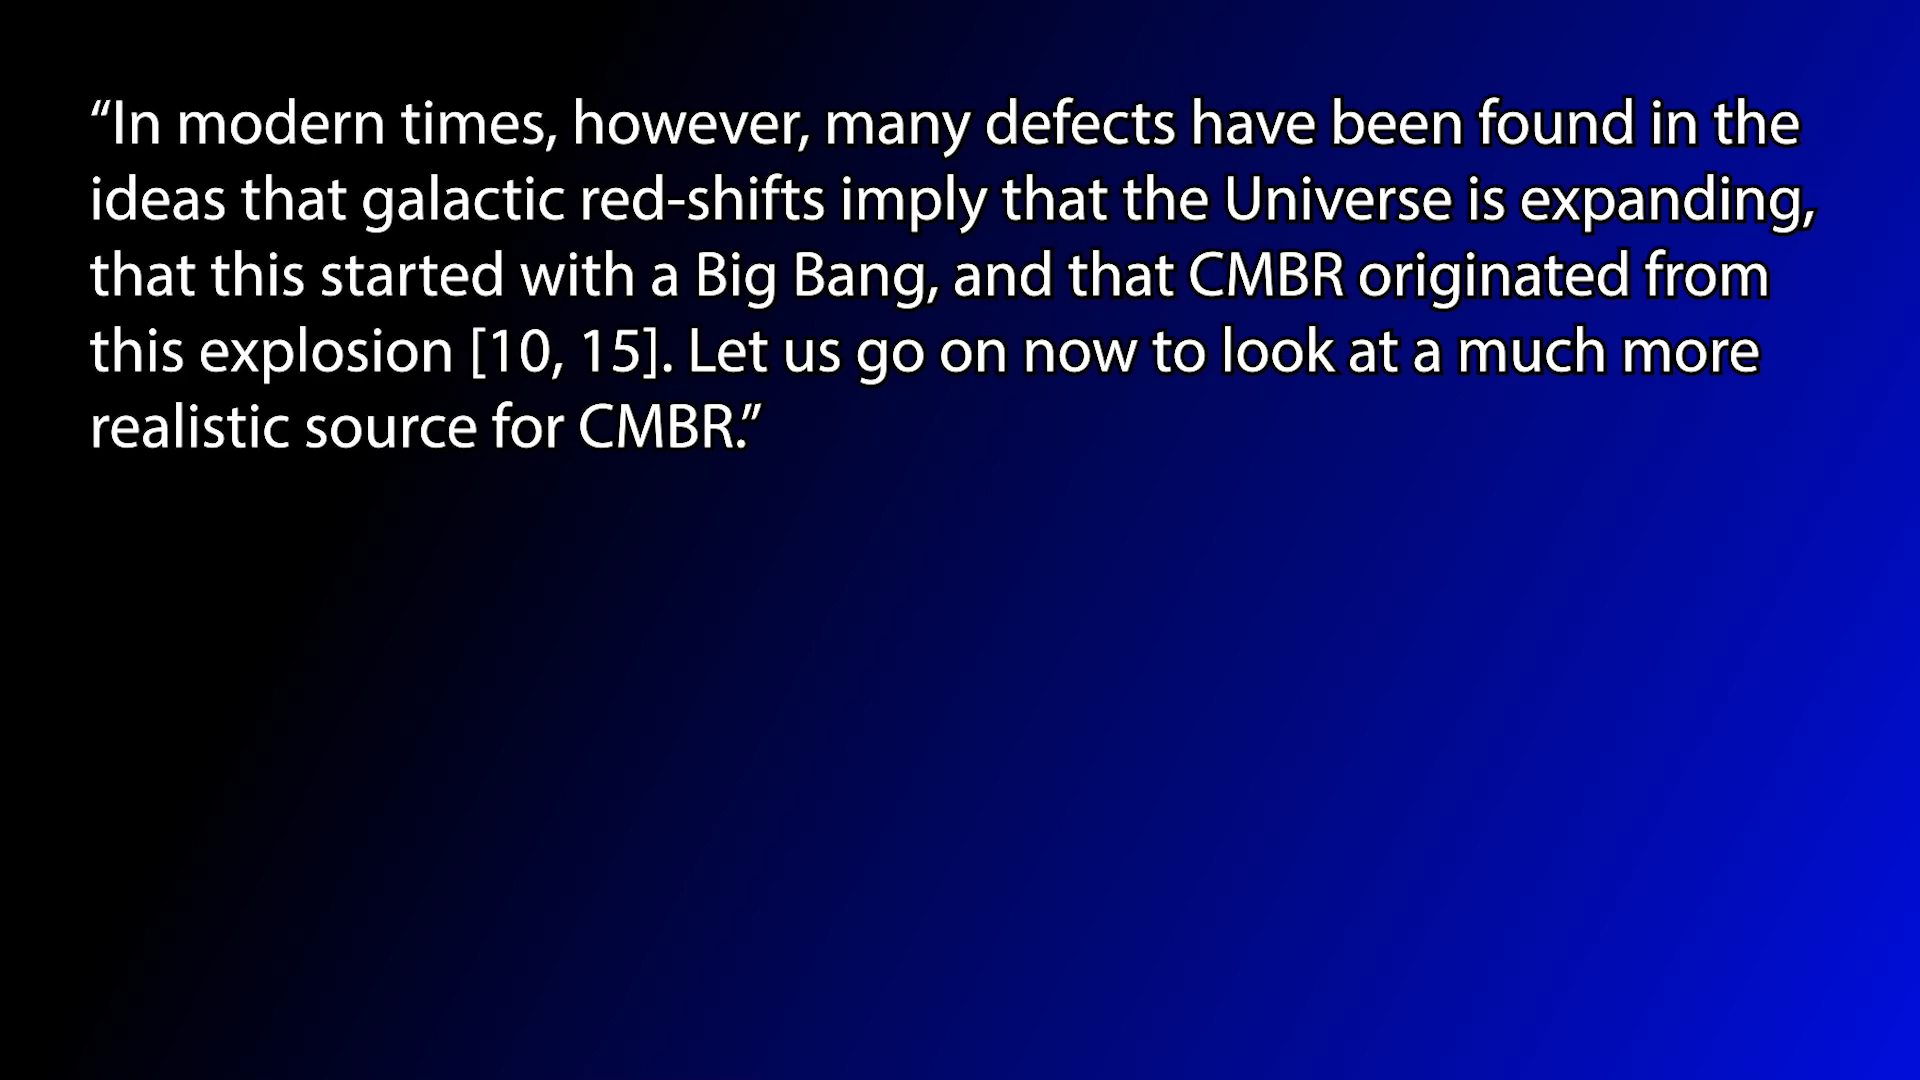 “In modern times, however, many defects have been found in the
ideas that galactic red-shifts imply that the Universe is expanding,
that this started with a Big Bang, and that CMBR originated from
this explosion [10, 15]. Let us go on now to look at a much more
realistic source for CMBR.”